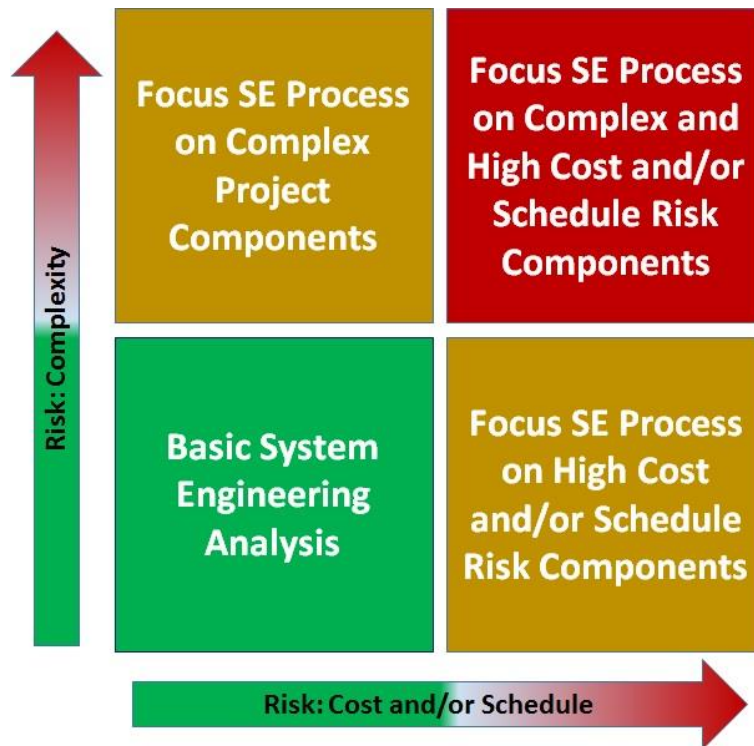 Focus SE Process
on Complex
Project
Components
Focus SE Process
on Complex and
High Cost and/or
Schedule Risk
Components
Risk: Complexity
Basic System
Engineering
Analysis
Focus SE Process
on High Cost
and/or Schedule
Risk Components
Risk: Cost and/or Schedule